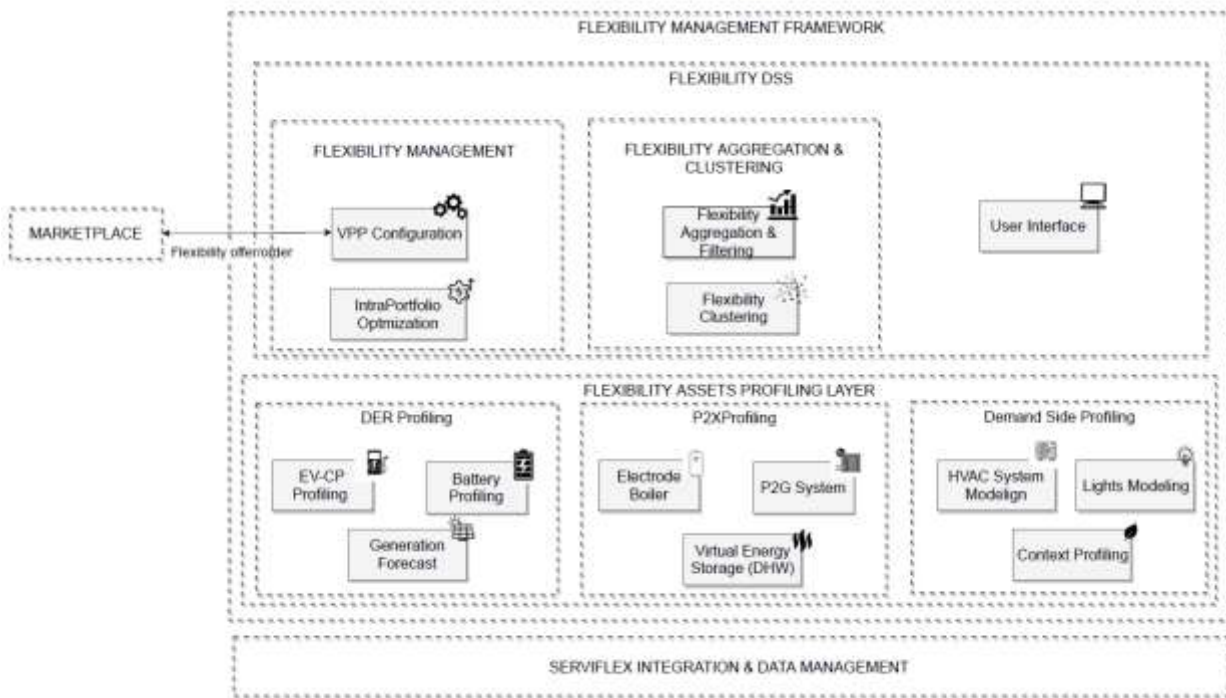 FLEXIBILITY MANAGEMENT FRAMEWORK
FLEXIBILITY DSS
FLEXIBILITY MANAGEMENT
FLEXIBILITY AGGREGATION &
CLUSTERING
MARKETPLACE
Flexibility offer/order
VPP Configuration
IntraPortfolio
Optmization
Flexibility
Aggregation &
Filtering
Flexibility
Clustering
User Interface
FLEXIBILITY ASSETS PROFILING LAYER
DER Profiling
EV-CP
Profiling
Battery
Profiling
Generation
Forecast
P2XProfiling
Electrode
Boiler
P2G System
Virtual Energy
Storage (DHW)
Demand Side Profiling
HVAC System
Modelign
Lights Modeling
Context Profiling
SERVIFLEX INTEGRATION & DATA MANAGEMENT